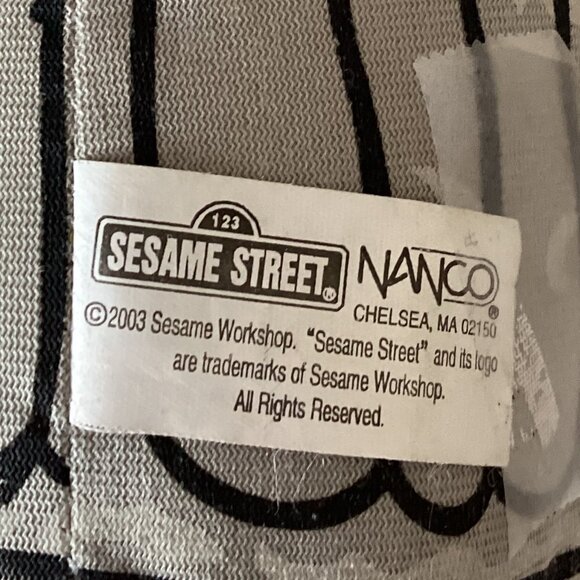 123
SESAME STREET®
NANCO®
CHELSEA, MA 02150
©2003 Sesame Workshop. "Sesame Street" and its logo
are trademarks of Sesame Workshop.
All Rights Reserved.